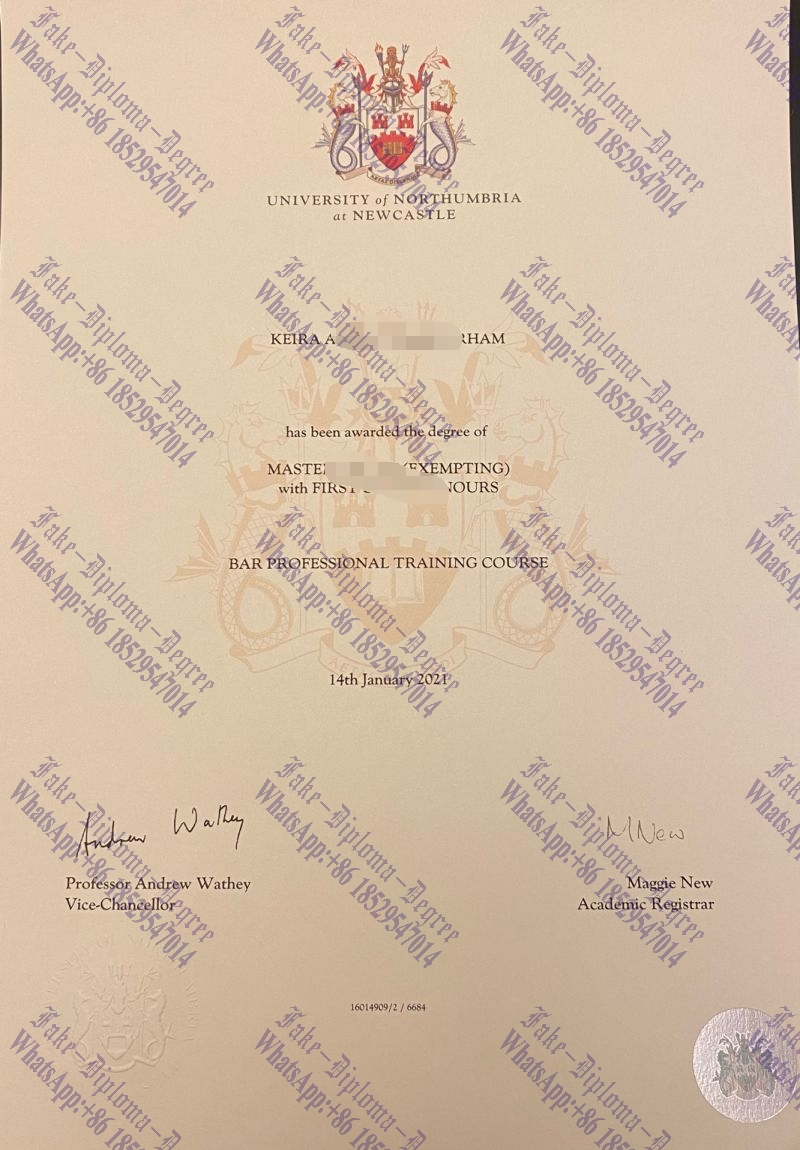 UNIVERSITY of NORTHUMBRIA
at NEWCASTLE
KEIRA A RHAM
has been awarded the degree of
MASTE (EXEMPTING)
with FIRST NOURS
BAR PROFESSIONAL TRAINING COURSE
14th January 2021
Andrew Wathey
MNew
Professor Andrew Wathey
Vice-Chancellor
Maggie New
Academic Registrar
16014909/2 / 6684
Fake-Diploma-Degree
WhatsApp:+86 18529547014